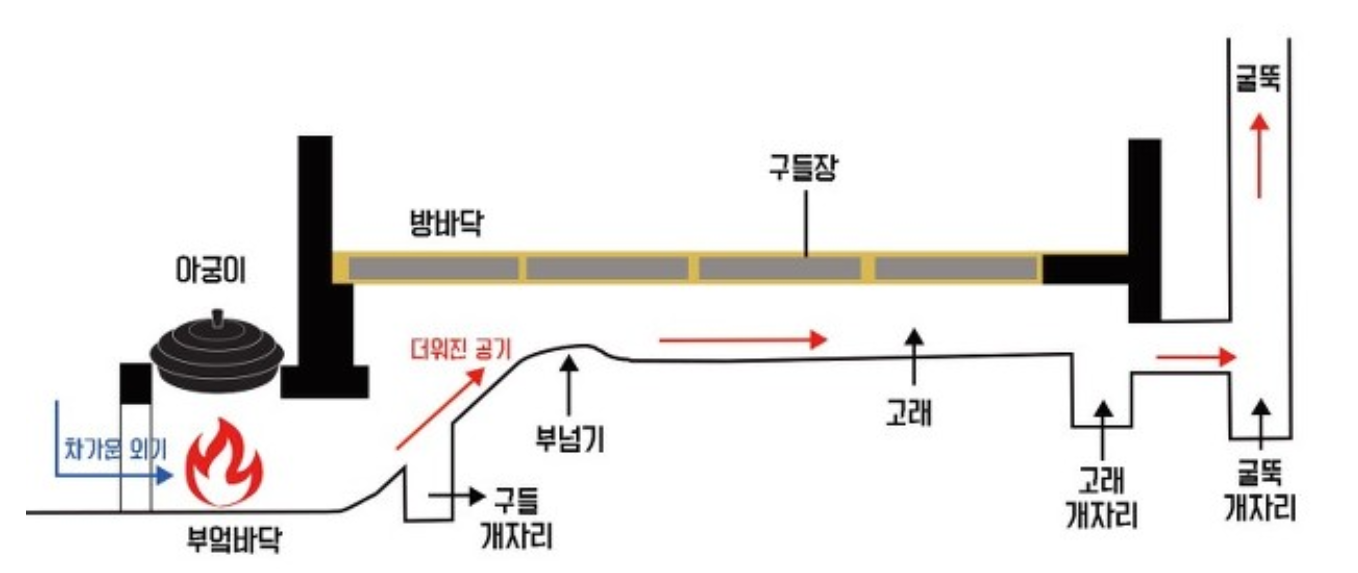 굴뚝
구들장
방바닥
아궁이
더워진 공기
부넘기
고래
차가운 외기
구들
개자리
고래
개자리
굴뚝
개자리
부엌바닥